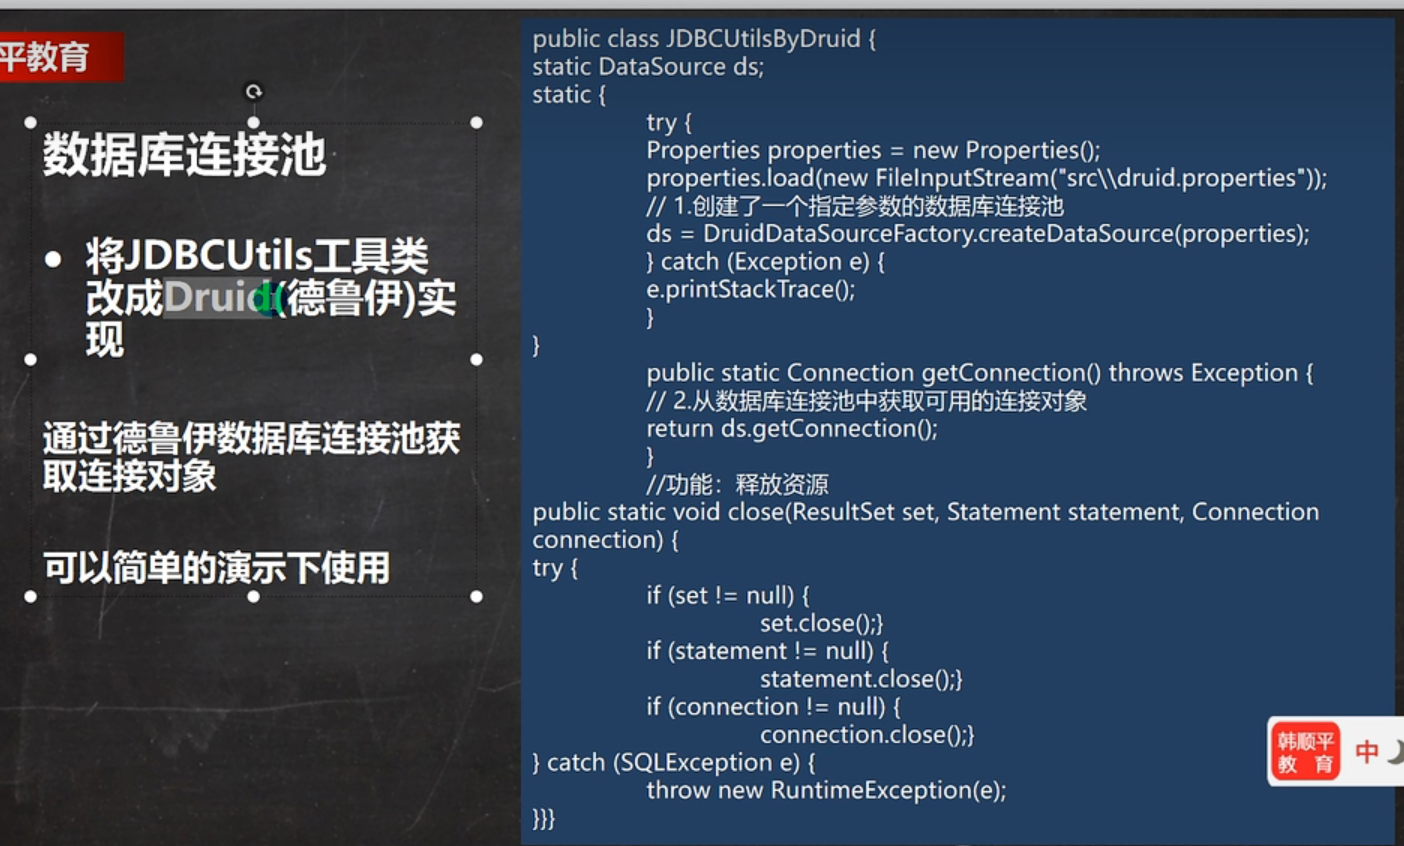 平教育
数据库连接池
将JDBCUtils工具类
改成Druid(德鲁伊)实
现
通过德鲁伊数据库连接池获
取连接对象
可以简单的演示下使用
public class JDBCUtilsByDruid {
static DataSource ds;
static {
try {
Properties properties = new Properties();
properties.load(new FileInputStream("src\\druid.properties"));
// 1.创建了一个指定参数的数据库连接池
ds = DruidDataSourceFactory.createDataSource(properties);
} catch (Exception e) {
e.printStackTrace();
}
}
public static Connection getConnection() throws Exception {
// 2.从数据库连接池中获取可用的连接对象
return ds.getConnection();
}
//功能：释放资源
public static void close(ResultSet set, Statement statement, Connection
connection) {
try {
if (set != null) {
set.close();}
if (statement != null) {
statement.close();}
if (connection != null) {
connection.close();}
} catch (SQLException e) {
throw new RuntimeException(e);
}}}
韩顺平
教 育
中